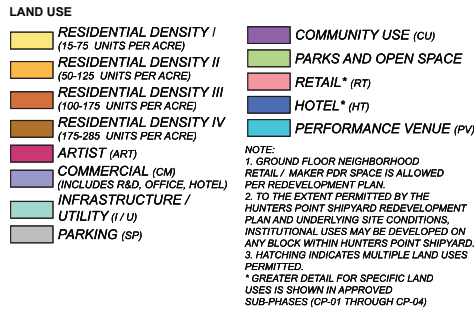 LAND USE
RESIDENTIAL DENSITY I
(15-75 UNITS PER ACRE)
RESIDENTIAL DENSITY II
(50-125 UNITS PER ACRE)
RESIDENTIAL DENSITY III
(100-175 UNITS PER ACRE)
RESIDENTIAL DENSITY IV
(175-285 UNITS PER ACRE)
ARTIST (ART)
COMMERCIAL (CM)
(INCLUDES R&D, OFFICE, HOTEL)
INFRASTRUCTURE /
UTILITY (I / U)
PARKING (SP)
COMMUNITY USE (CU)
PARKS AND OPEN SPACE
RETAIL* (RT)
HOTEL* (HT)
PERFORMANCE VENUE (PV)
NOTE:
1. GROUND FLOOR NEIGHBORHOOD
RETAIL / MAKER PDR SPACE IS ALLOWED
PER REDEVELOPMENT PLAN.
2. TO THE EXTENT PERMITTED BY THE
HUNTERS POINT SHIPYARD REDEVELOPMENT
PLAN AND UNDERLYING SITE CONDITIONS,
INSTITUTIONAL USES MAY BE DEVELOPED ON
ANY BLOCK WITHIN HUNTERS POINT SHIPYARD.
3. HATCHING INDICATES MULTIPLE LAND USES
PERMITTED.
* GREATER DETAIL FOR SPECIFIC LAND
USES IS SHOWN IN APPROVED
SUB-PHASES (CP-01 THROUGH CP-04)